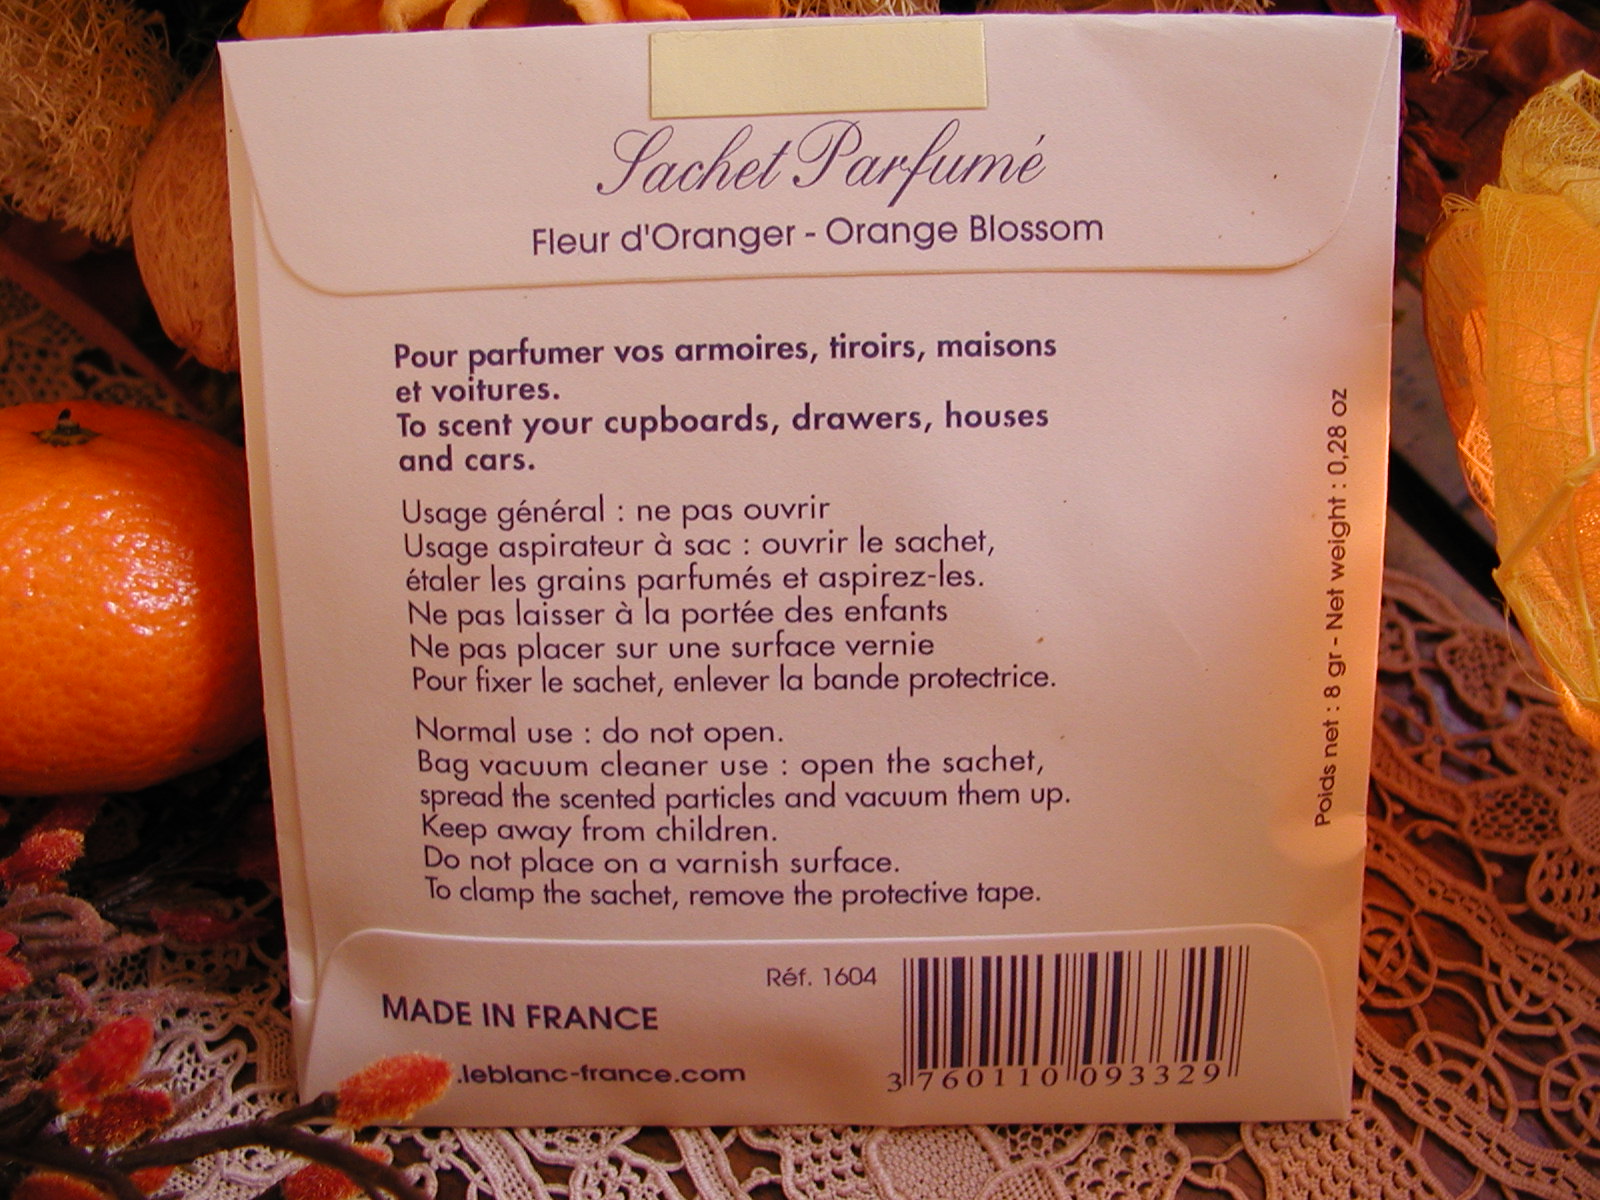 Sachet Parfumé
Fleur d'Oranger - Orange Blossom
Pour parfumer vos armoires, tiroirs, maisons
et voitures.
To scent your cupboards, drawers, houses
and cars.
Usage général : ne pas ouvrir
Usage aspirateur à sac : ouvrir le sachet,
étaler les grains parfumés et aspirez-les.
Ne pas laisser à la portée des enfants
Ne pas placer sur une surface vernie
Pour fixer le sachet, enlever la bande protectrice.
Normal use : do not open.
Bag vacuum cleaner use : open the sachet,
spread the scented particles and vacuum them up.
Keep away from children.
Do not place on a varnish surface.
To clamp the sachet, remove the protective tape.
Poids net : 8 gr - Net weight : 0,28 oz
Réf. 1604
MADE IN FRANCE
.leblanc-france.com
3 760110 093329